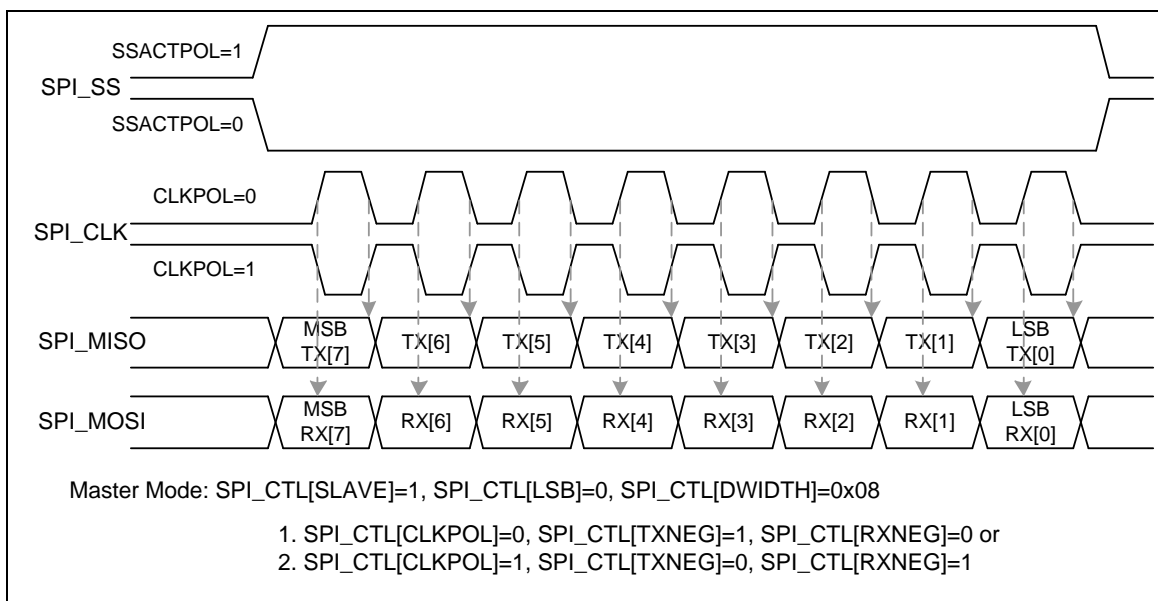 SSACTPOL=1
SPI_SS
SSACTPOL=0
CLKPOL=0
SPI_CLK
CLKPOL=1
SPI_MISO
MSB TX[7] TX[6] TX[5] TX[4] TX[3] TX[2] TX[1] LSB TX[0]
SPI_MOSI
MSB RX[7] RX[6] RX[5] RX[4] RX[3] RX[2] RX[1] LSB RX[0]
Master Mode: SPI_CTL[SLAVE]=1, SPI_CTL[LSB]=0, SPI_CTL[DWIDTH]=0x08
1. SPI_CTL[CLKPOL]=0, SPI_CTL[TXNEG]=1, SPI_CTL[RXNEG]=0 or
2. SPI_CTL[CLKPOL]=1, SPI_CTL[TXNEG]=0, SPI_CTL[RXNEG]=1